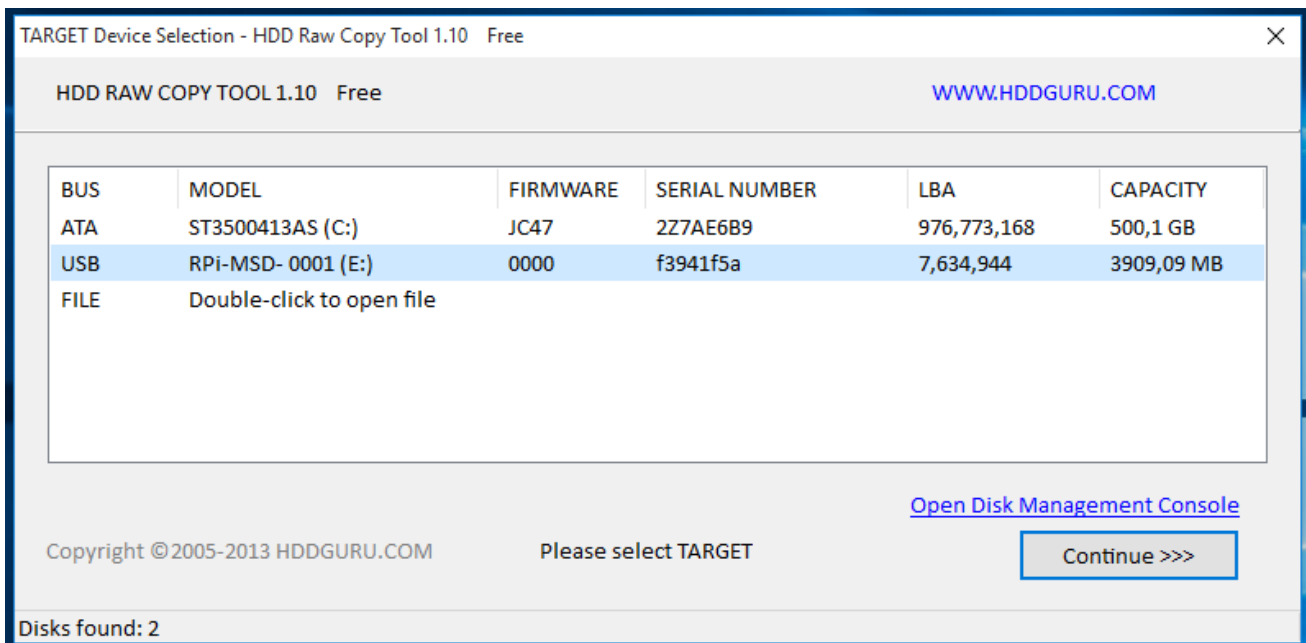 TARGET Device Selection - HDD Raw Copy Tool 1.10 Free
HDD RAW COPY TOOL 1.10 Free WWW.HDDGURU.COM
BUS MODEL FIRMWARE SERIAL NUMBER LBA CAPACITY
ATA ST3500413AS (C:) JC47 2Z7AE6B9 976,773,168 500,1 GB
USB RPi-MSD- 0001 (E:) 0000 f3941f5a 7,634,944 3909,09 MB
FILE Double-click to open file
Open Disk Management Console
Copyright ©2005-2013 HDDGURU.COM Please select TARGET Continue >>>
Disks found: 2